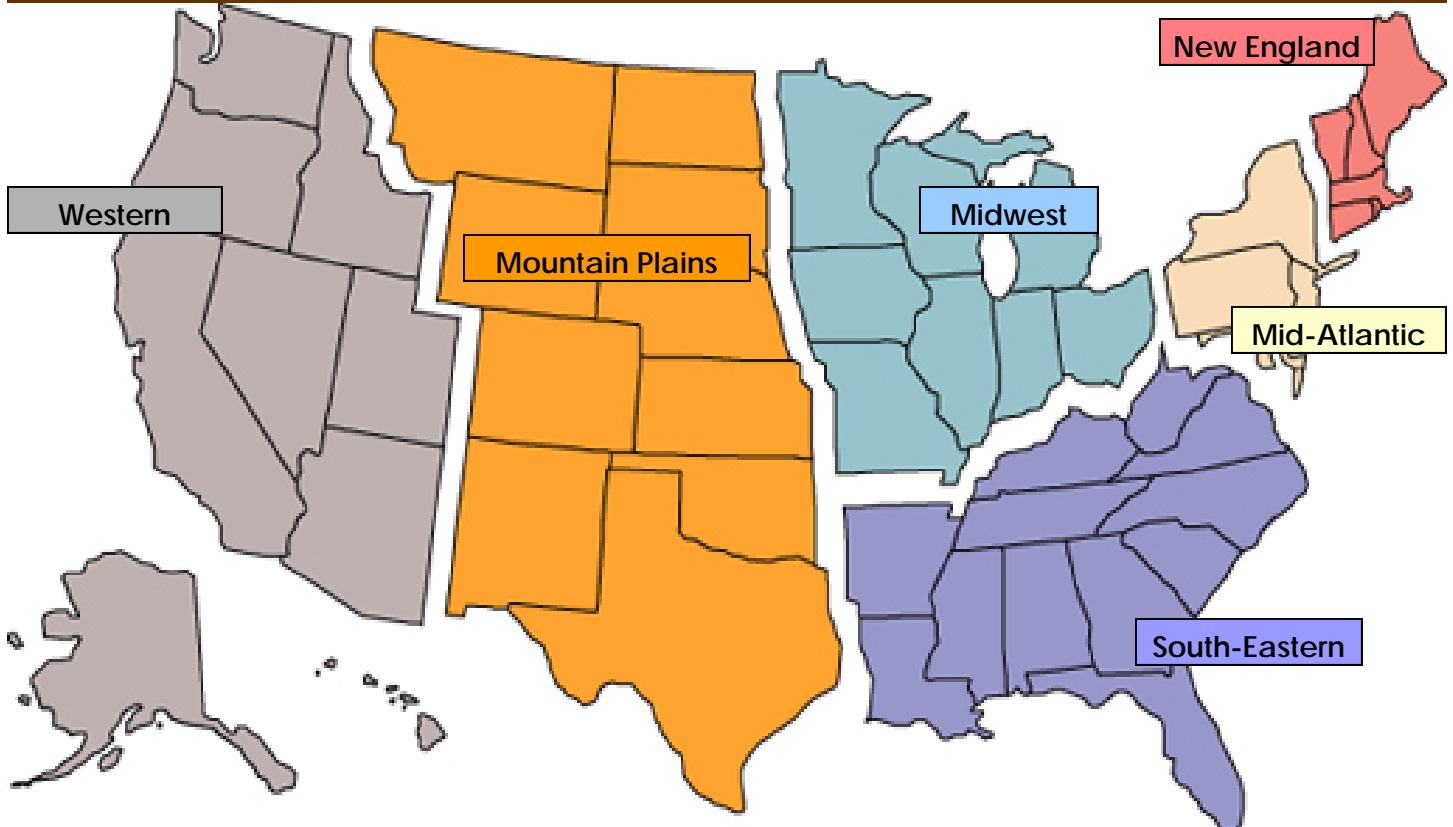 New England
Western
Midwest
Mountain Plains
Mid-Atlantic
South-Eastern